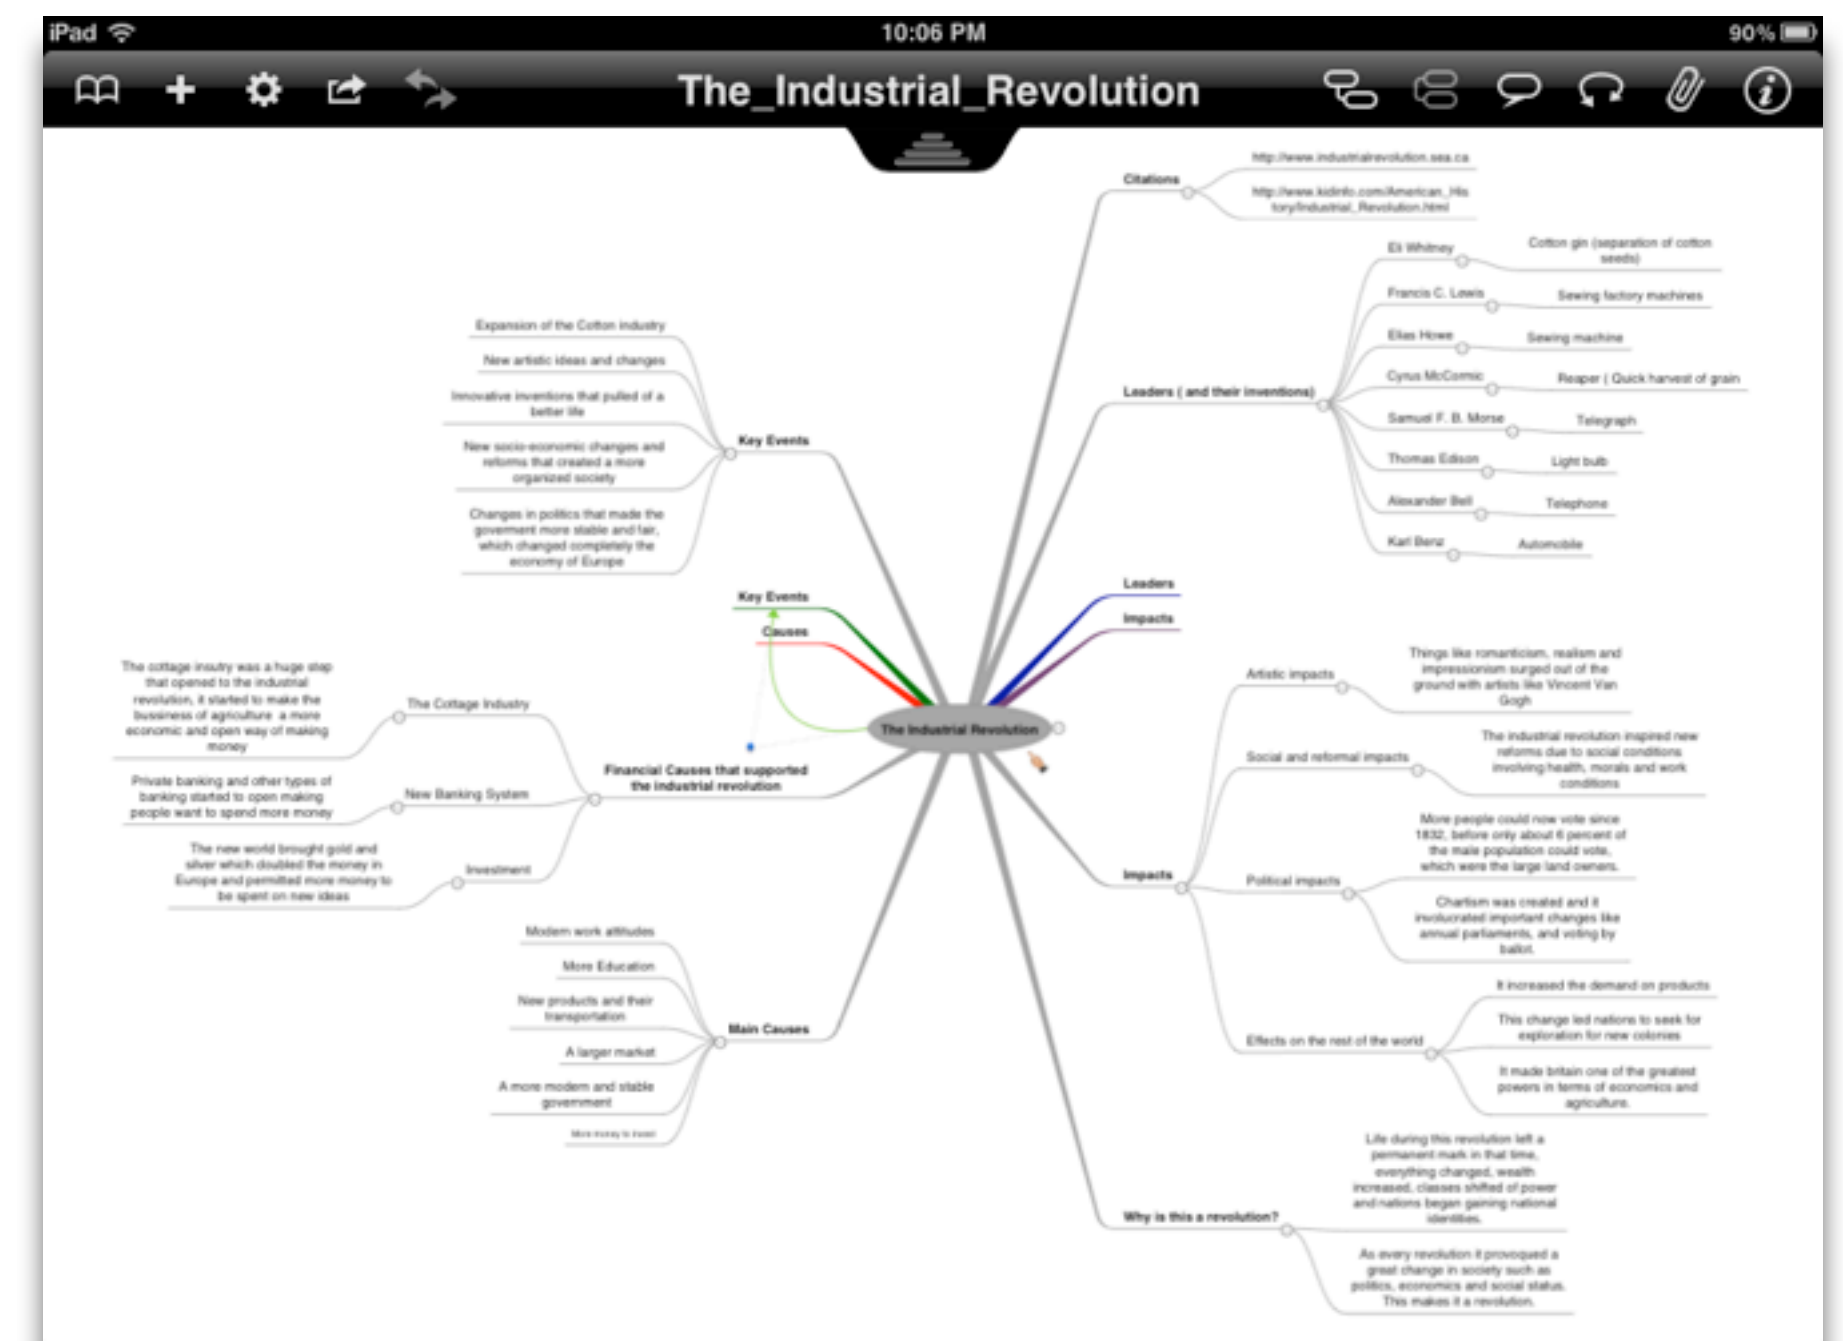 iPad
10:06 PM
90%
The_Industrial_Revolution
Citations
http://www.industrialrevolution.sea.ca
http://www.kidinfo.com/American_His
tory/Industrial_Revolution.html
Leaders ( and their inventions)
Eli Whitney
Cotton gin (separation of cotton
seeds)
Francis C. Lewis
Sewing factory machines
Elias Howe
Sewing machine
Cyrus McCormic
Reaper ( Quick harvest of grain
Samuel F. B. Morse
Telegraph
Thomas Edison
Light bulb
Alexander Bell
Telephone
Karl Benz
Automobile
Expansion of the Cotton industry
New artistic ideas and changes
Innovative inventions that pulled of a
better life
New socio-economic changes and
reforms that created a more
organized society
Changes in politics that made the
goverment more stable and fair,
which changed completely the
economy of Europe
Key Events
Key Events
Causes
Leaders
Impacts
The Industrial Revolution
The cottage insutry was a huge step
that opened to the industrial
revolution, it started to make the
bussiness of agriculture a more
economic and open way of making
money
The Cottage Industry
Private banking and other types of
banking started to open making
people want to spend more money
New Banking System
The new world brought gold and
silver which doubled the money in
Europe and permitted more money to
be spent on new ideas
Investment
Financial Causes that supported
the industrial revolution
Modern work attitudes
More Education
New products and their
transportation
A larger market
A more modern and stable
government
More money to invest
Main Causes
Impacts
Artistic impacts
Things like romanticism, realism and
impressionism surged out of the
ground with artists like Vincent Van
Gogh
Social and reformal impacts
The industrial revolution inspired new
reforms due to social conditions
involving health, morals and work
conditions
Political impacts
More people could now vote since
1832, before only about 6 percent of
the male population could vote,
which were the large land owners.
Chartism was created and it
involucrated important changes like
annual parliaments, and voting by
ballot.
Effects on the rest of the world
It increased the demand on products
This change led nations to seek for
exploration for new colonies
It made britain one of the greatest
powers in terms of economics and
agriculture.
Why is this a revolution?
Life during this revolution left a
permanent mark in that time,
everything changed, wealth
increased, classes shifted of power
and nations began gaining national
identities.
As every revolution it provoqued a
great change in society such as
politics, economics and social status.
This makes it a revolution.